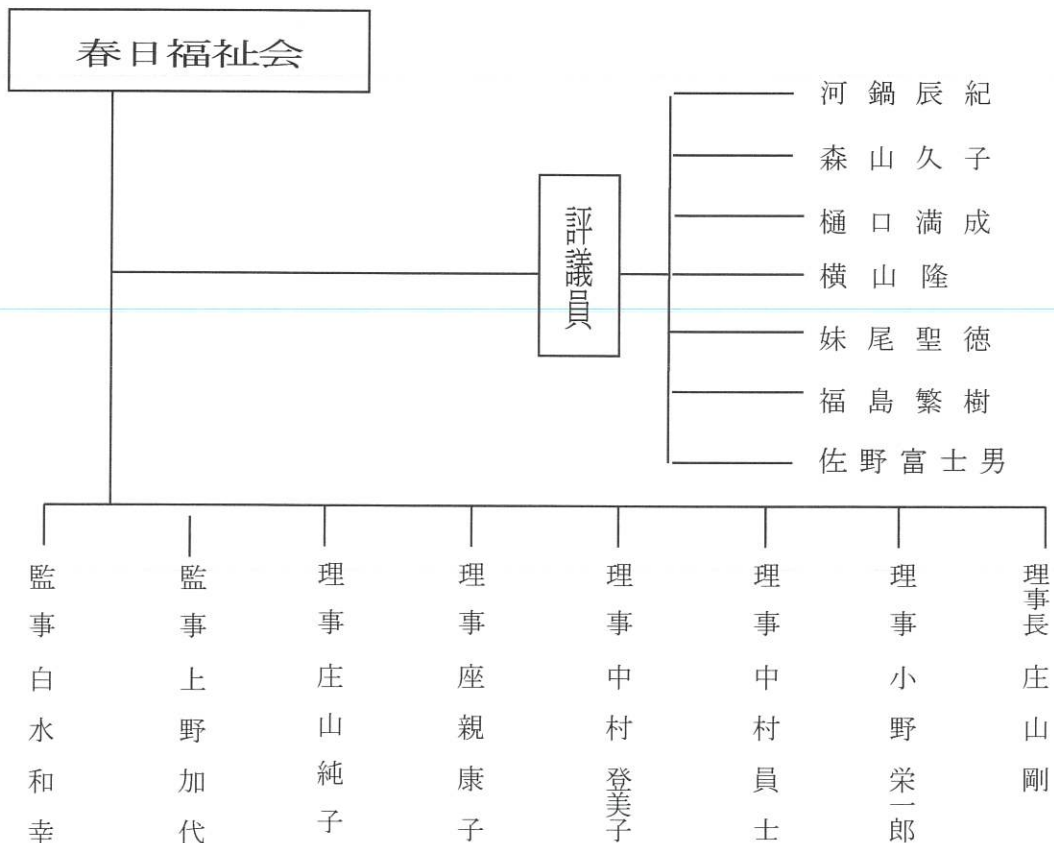 春日福祉会
評議員
河鍋辰紀
森山久子
樋口満成
横山隆
妹尾聖徳
福島繁樹
佐野富士男
理事長庄山剛
理事小野栄一郎
理事中村員士
理事中村登美子
理事座親康子
理事庄山純子
監事上野加代
監事白水和幸